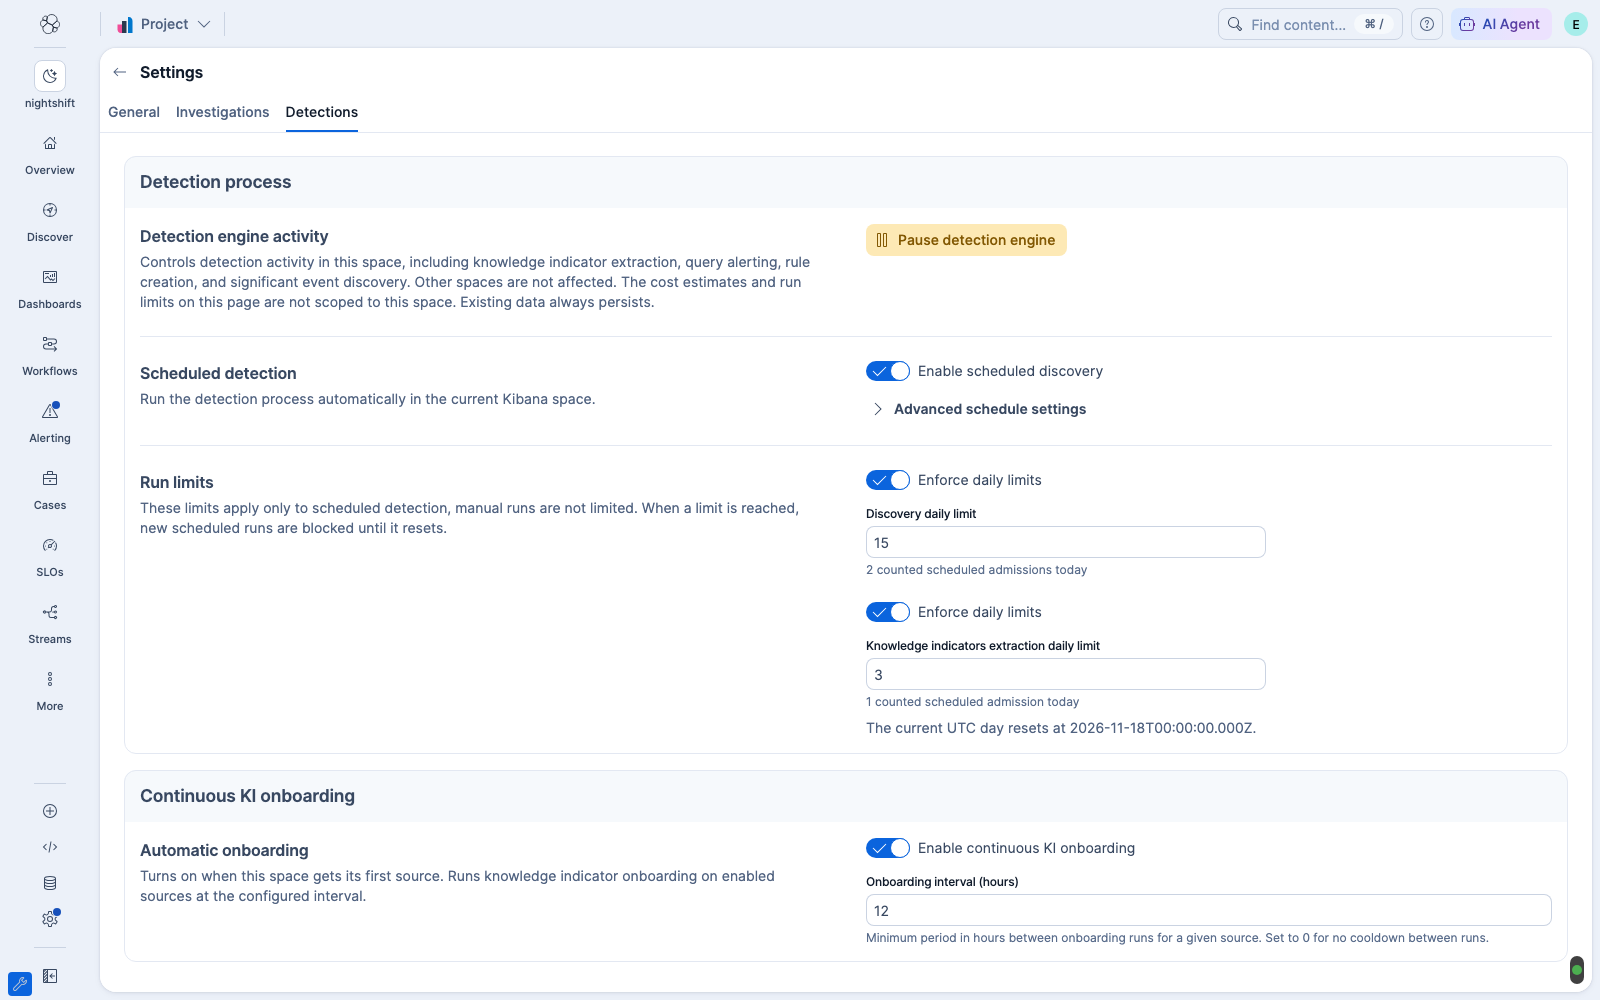 Project
Find content...
⌘ /
AI Agent
E
nightshift
Overview
Discover
Dashboards
Workflows
Alerting
Cases
SLOs
Streams
More
Settings
General
Investigations
Detections
Detection process
Detection engine activity
Controls detection activity in this space, including knowledge indicator extraction, query alerting, rule
creation, and significant event discovery. Other spaces are not affected. The cost estimates and run
limits on this page are not scoped to this space. Existing data always persists.
Pause detection engine
Scheduled detection
Run the detection process automatically in the current Kibana space.
Enable scheduled discovery
Advanced schedule settings
Run limits
These limits apply only to scheduled detection, manual runs are not limited. When a limit is reached,
new scheduled runs are blocked until it resets.
Enforce daily limits
Discovery daily limit
15
2 counted scheduled admissions today
Enforce daily limits
Knowledge indicators extraction daily limit
3
1 counted scheduled admission today
The current UTC day resets at 2026-11-18T00:00:00.000Z.
Continuous KI onboarding
Automatic onboarding
Turns on when this space gets its first source. Runs knowledge indicator onboarding on enabled
sources at the configured interval.
Enable continuous KI onboarding
Onboarding interval (hours)
12
Minimum period in hours between onboarding runs for a given source. Set to 0 for no cooldown between runs.